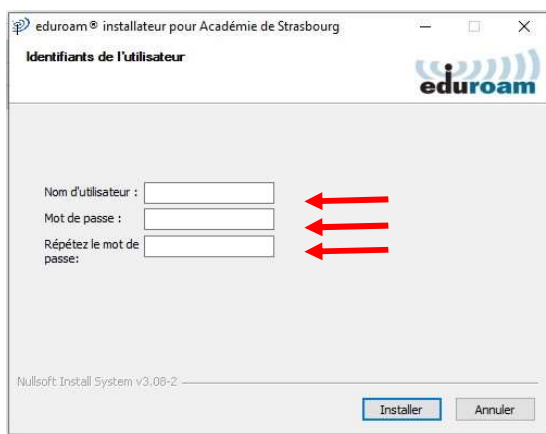 eduroam® installateur pour Académie de Strasbourg
Identifiants de l'utilisateur
eduroam
Nom d'utilisateur :
Mot de passe :
Répétez le mot de
passe:
Nullsoft Install System v3.08-2
Installer Annuler